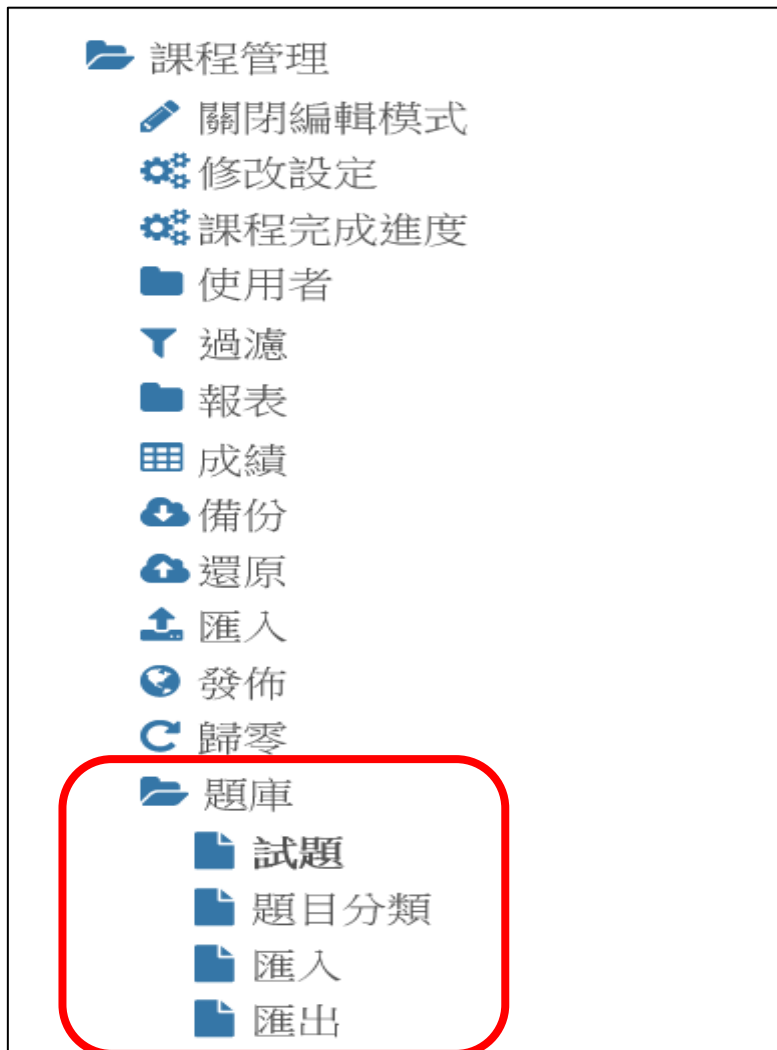 課程管理
關閉編輯模式
修改設定
課程完成進度
使用者
過濾
報表
成績
備份
還原
匯入
發佈
歸零
題庫
試題
題目分類
匯入
匯出